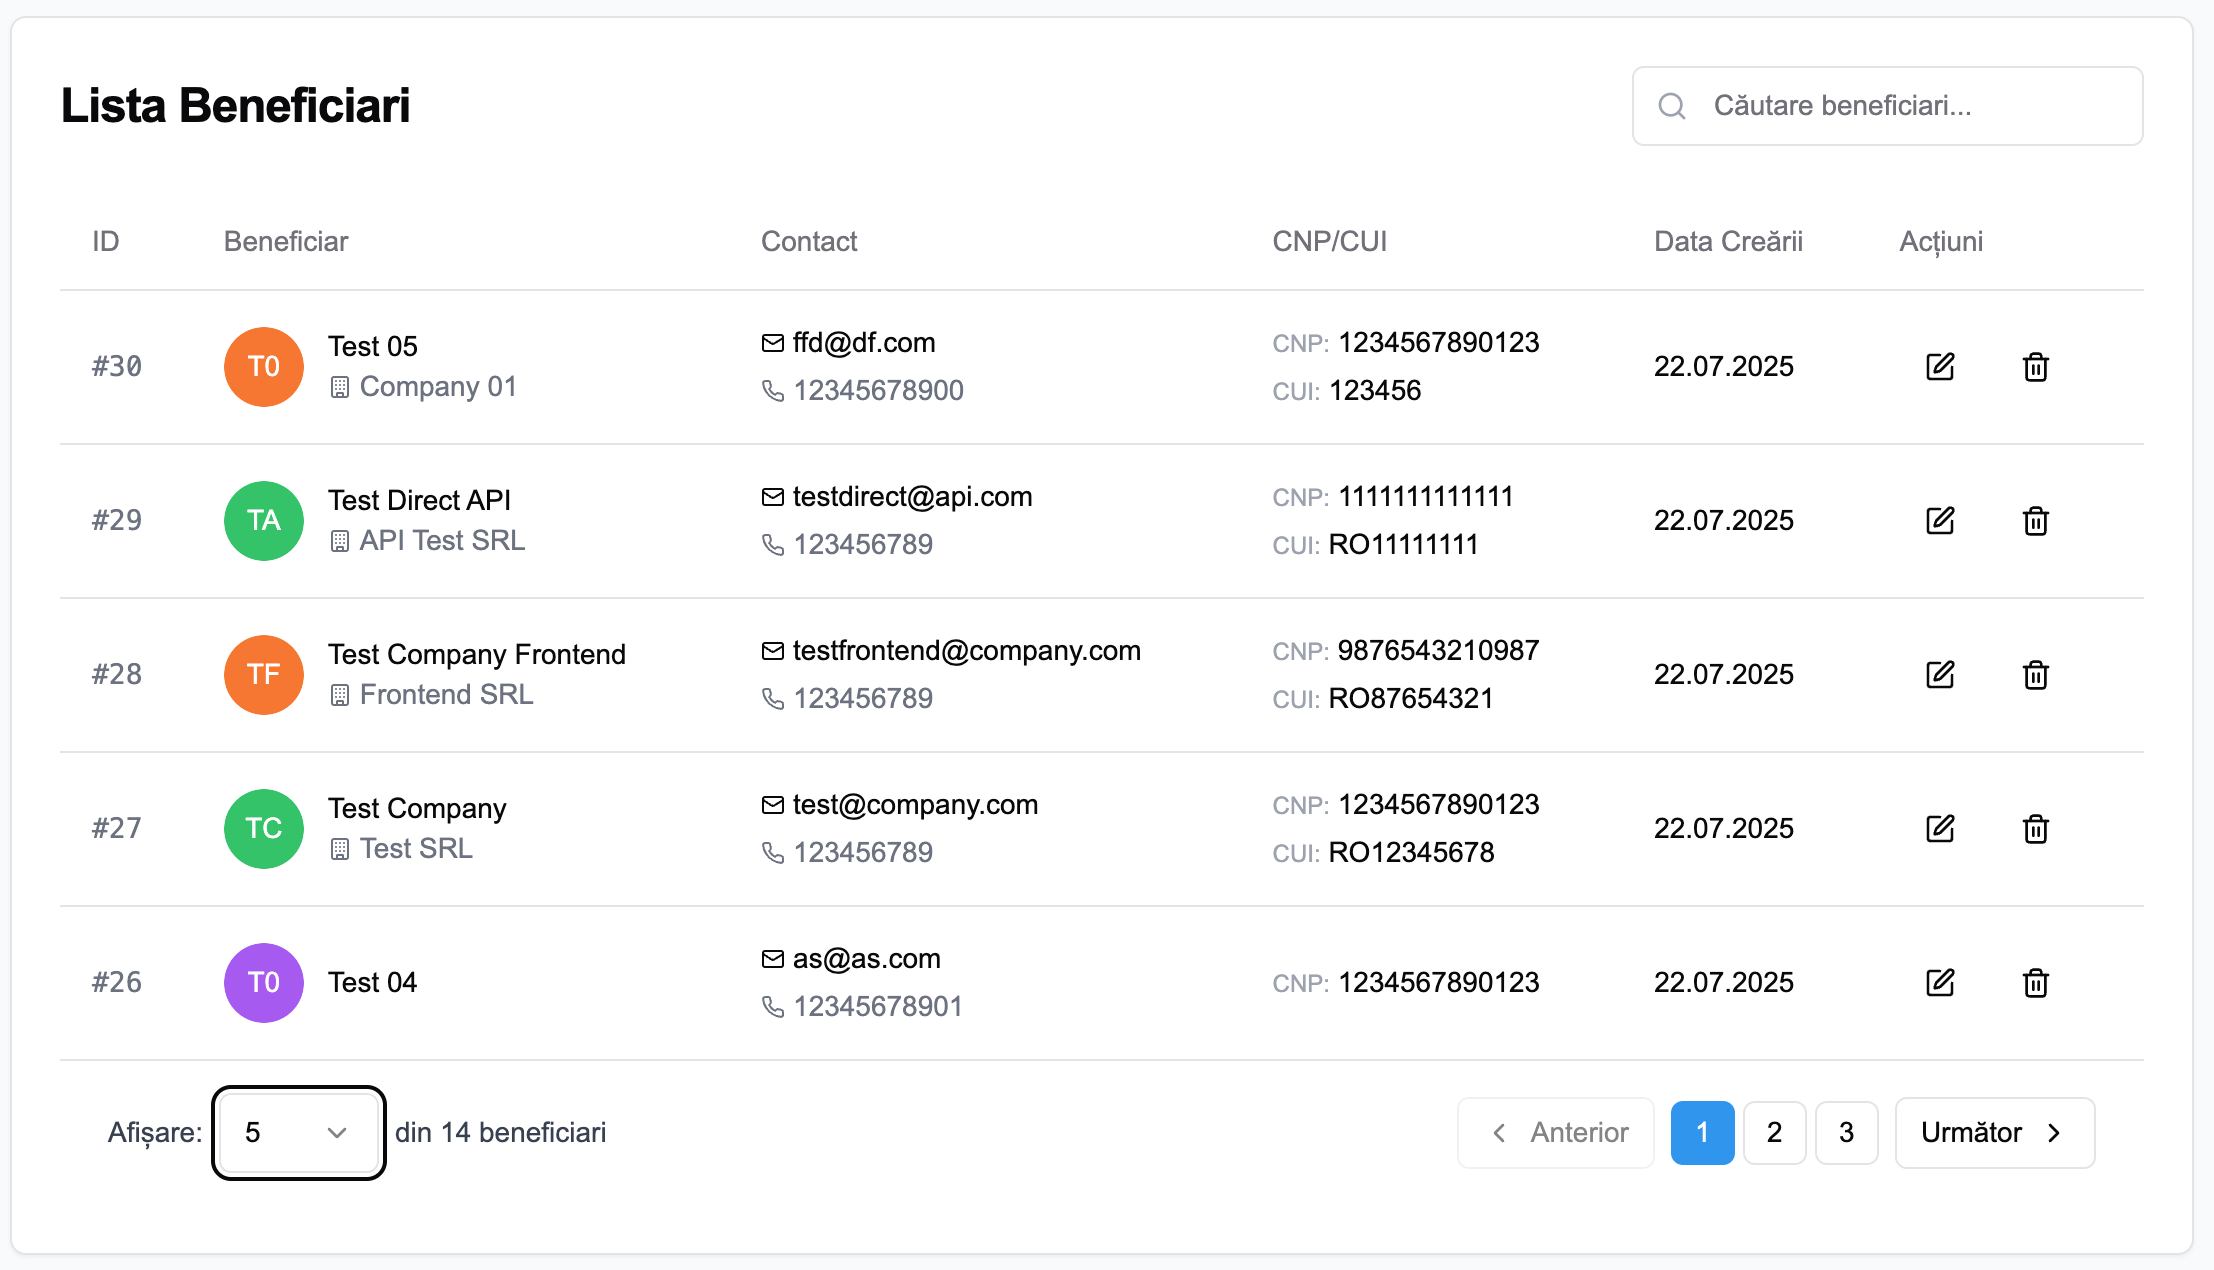 Lista Beneficiari
Căutare beneficiari...
ID Beneficiar Contact CNP/CUI Data Creării Acțiuni
#30 T0 Test 05 Company 01 ffd@df.com 12345678900 CNP: 1234567890123 CUI: 123456 22.07.2025
#29 TA Test Direct API API Test SRL testdirect@api.com 123456789 CNP: 1111111111111 CUI: RO11111111 22.07.2025
#28 TF Test Company Frontend Frontend SRL testfrontend@company.com 123456789 CNP: 9876543210987 CUI: RO87654321 22.07.2025
#27 TC Test Company Test SRL test@company.com 123456789 CNP: 1234567890123 CUI: RO12345678 22.07.2025
#26 T0 Test 04 as@as.com 12345678901 CNP: 1234567890123 22.07.2025
Afișare: 5 din 14 beneficiari
Anterior 1 2 3 Următor